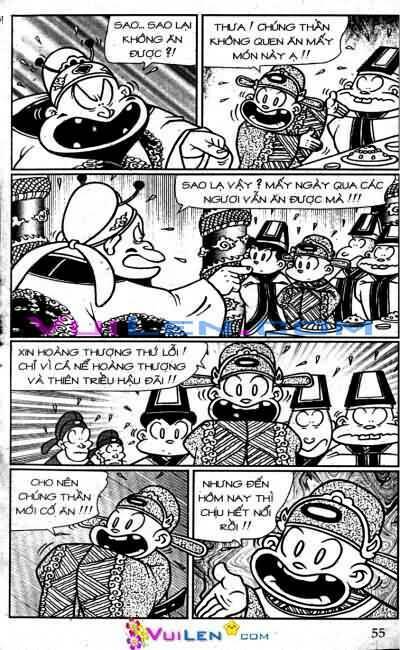 SAO... SAO LẠI
KHÔNG ĂN
ĐƯỢC ?!
THƯA ! CHÚNG THẦN
KHÔNG QUEN ĂN MẤY
MÓN NÀY Ạ !!
SAO LẠ VẬY ? MẤY NGÀY QUA CÁC
NGƯƠI VẪN ĂN ĐƯỢC MÀ !!!
VUILEN.COM
XIN HOÀNG THƯỢNG THỨ LỖI !
CHỈ VÌ CẢ NỂ HOÀNG THƯỢNG
VÀ THIÊN TRIỀU HẬU ĐÃI !!
CHO NÊN
CHÚNG THẦN
MỚI CỐ ĂN !!!
NHƯNG ĐẾN
HÔM NAY THÌ
CHỊU HẾT NỔI
RỒI !!
55
VUILEN.COM